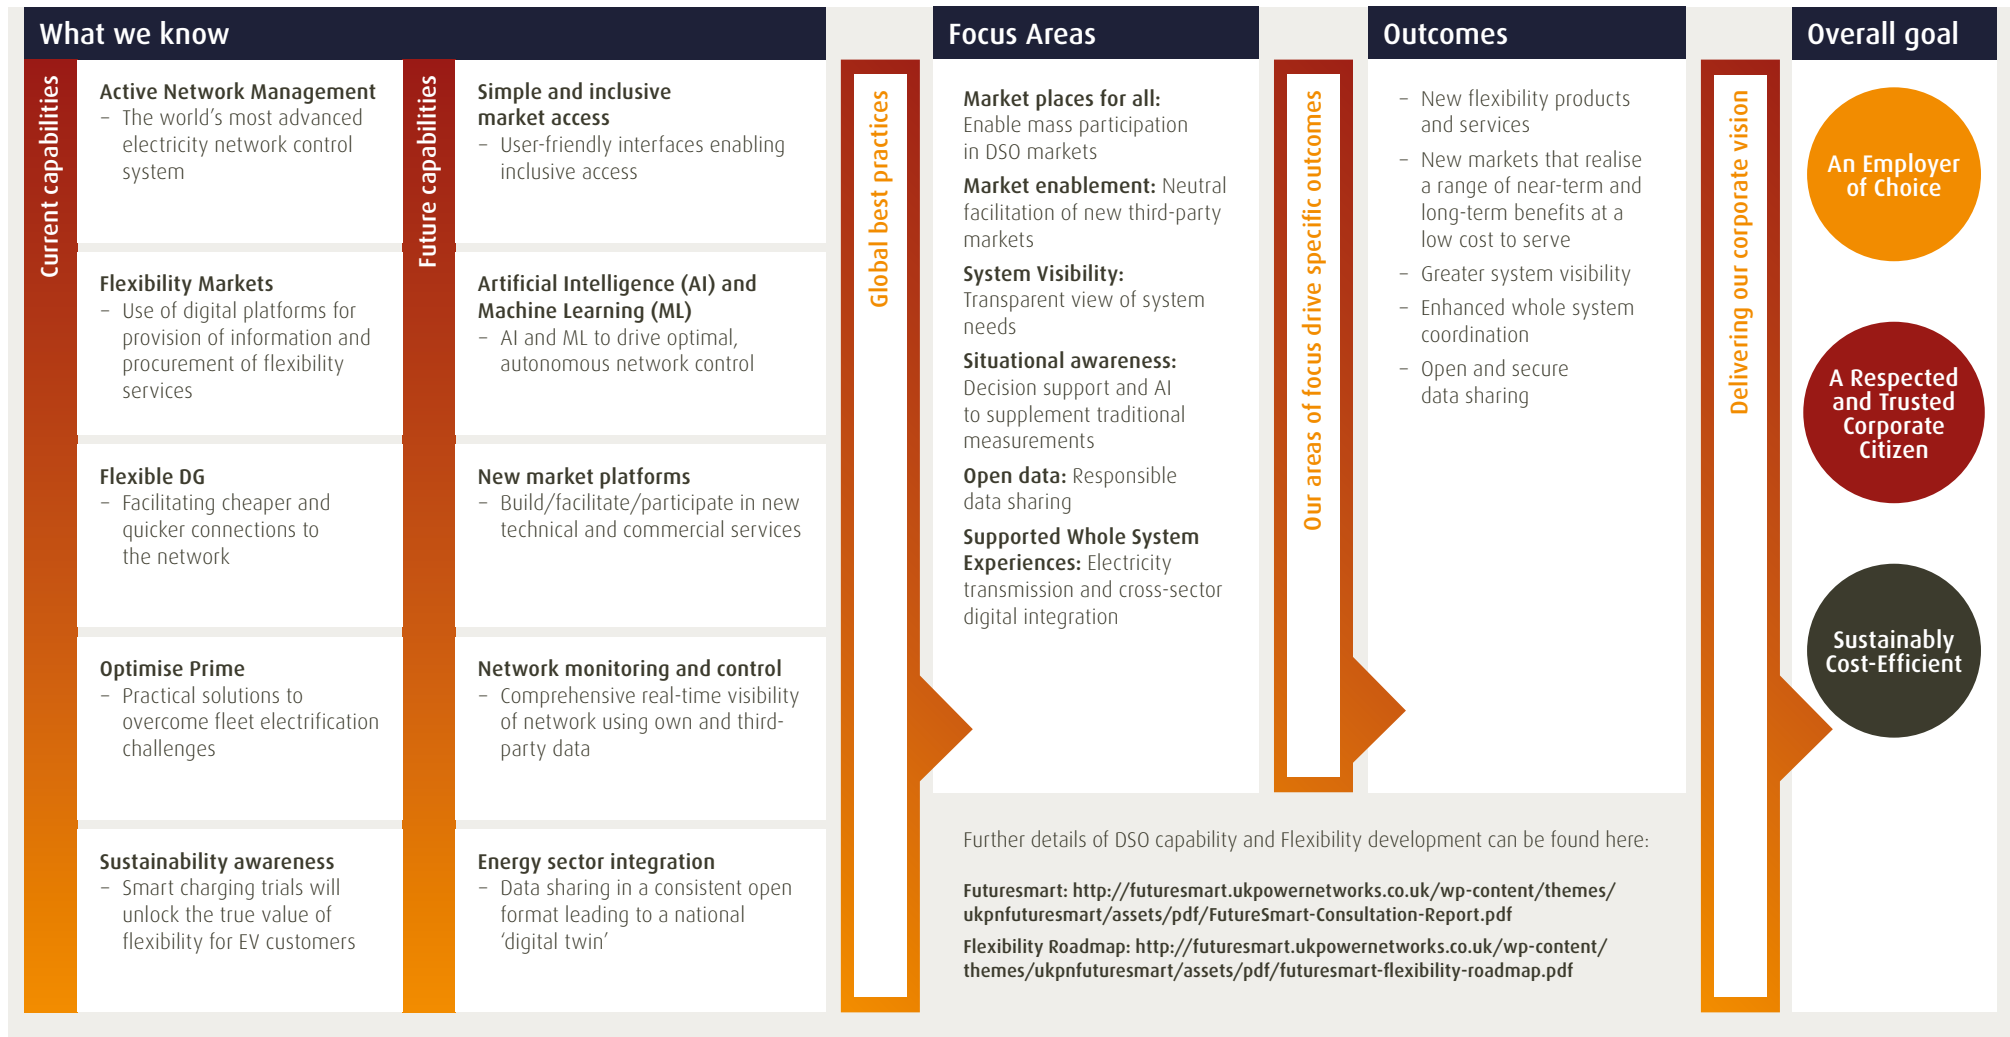 What we know
Current capabilities
Active Network Management
– The world's most advanced
electricity network control
system
Flexibility Markets
– Use of digital platforms for
provision of information and
procurement of flexibility
services
Flexible DG
– Facilitating cheaper and
quicker connections to
the network
Optimise Prime
– Practical solutions to
overcome fleet electrification
challenges
Sustainability awareness
– Smart charging trials will
unlock the true value of
flexibility for EV customers
Future capabilities
Simple and inclusive
market access
– User-friendly interfaces enabling
inclusive access
Artificial Intelligence (AI) and
Machine Learning (ML)
– AI and ML to drive optimal,
autonomous network control
New market platforms
– Build/facilitate/participate in new
technical and commercial services
Network monitoring and control
– Comprehensive real-time visibility
of network using own and third-
party data
Energy sector integration
– Data sharing in a consistent open
format leading to a national
‘digital twin’
Global best practices
Focus Areas
Market places for all:
Enable mass participation
in DSO markets
Market enablement: Neutral
facilitation of new third-party
markets
System Visibility:
Transparent view of system
needs
Situational awareness:
Decision support and AI
to supplement traditional
measurements
Open data: Responsible
data sharing
Supported Whole System
Experiences: Electricity
transmission and cross-sector
digital integration
Our areas of focus drive specific outcomes
Outcomes
– New flexibility products
and services
– New markets that realise
a range of near-term and
long-term benefits at a
low cost to serve
– Greater system visibility
– Enhanced whole system
coordination
– Open and secure
data sharing
Further details of DSO capability and Flexibility development can be found here:
Futuresmart: http://futuresmart.ukpowernetworks.co.uk/wp-content/themes/
ukpnfuturesmart/assets/pdf/FutureSmart-Consultation-Report.pdf
Flexibility Roadmap: http://futuresmart.ukpowernetworks.co.uk/wp-content/
themes/ukpnfuturesmart/assets/pdf/futuresmart-flexibility-roadmap.pdf
Delivering our corporate vision
Overall goal
An Employer
of Choice
A Respected
and Trusted
Corporate
Citizen
Sustainably
Cost-Efficient